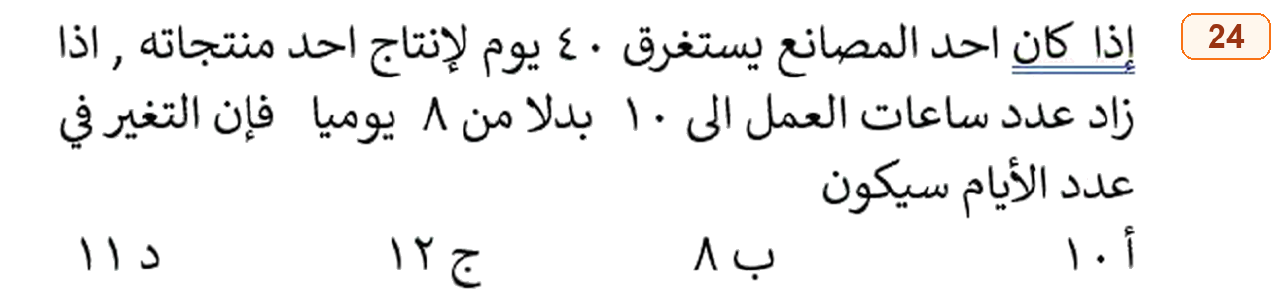 24
إذا كان احد المصانع يستغرق ٤٠ يوم لإنتاج احد منتجاته , اذا
زاد عدد ساعات العمل الى ١٠ بدلا من ٨ يوميا فإن التغير في
عدد الأيام سيكون
أ ١٠ ب ٨ ج ١٢ د ١١